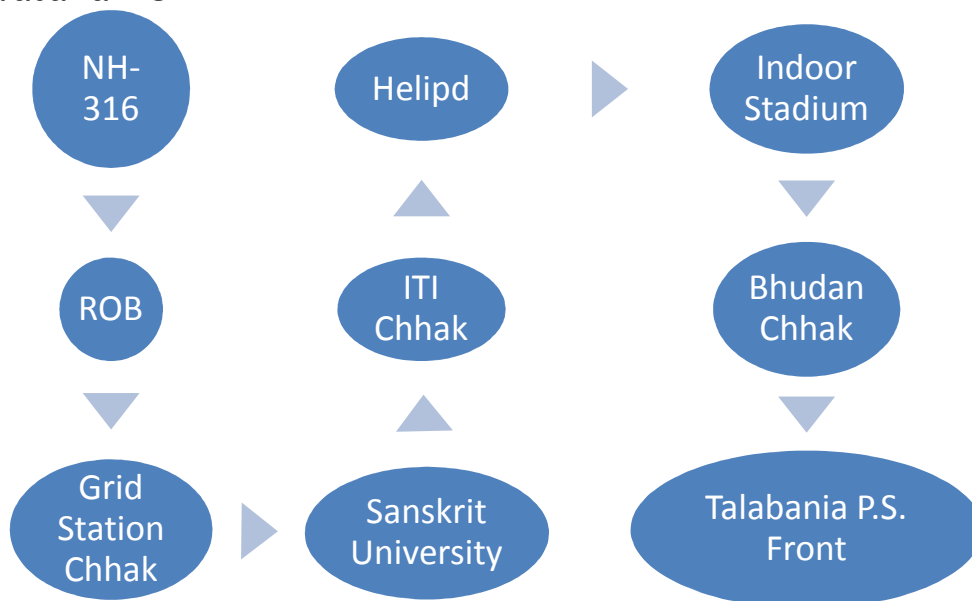 NH-
316
ROB
Grid
Station
Chhak
Sanskrit
University
ITI
Chhak
Helipd
Indoor
Stadium
Bhudan
Chhak
Talabania P.S.
Front